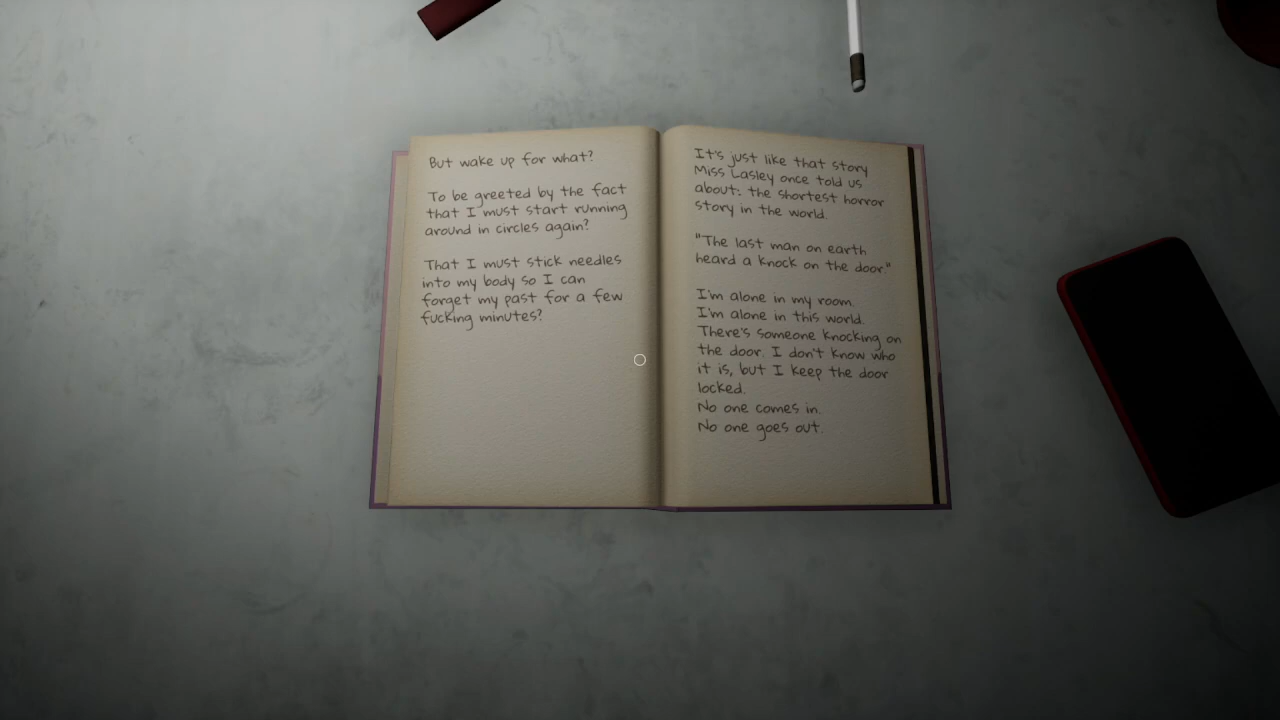 But wake up for what?
To be greeted by the fact
that I must start running
around in circles again?
That I must stick needles
into my body so I can
forget my past for a few
fucking minutes?
It's just like that story
Miss Lasley once told us
about: the shortest horror
story in the world.
"The last man on earth
heard a knock on the door."
I'm alone in my room.
I'm alone in this world.
There's someone knocking on
the door. I don't know who
it is, but I keep the door
locked.
No one comes in.
No one goes out.